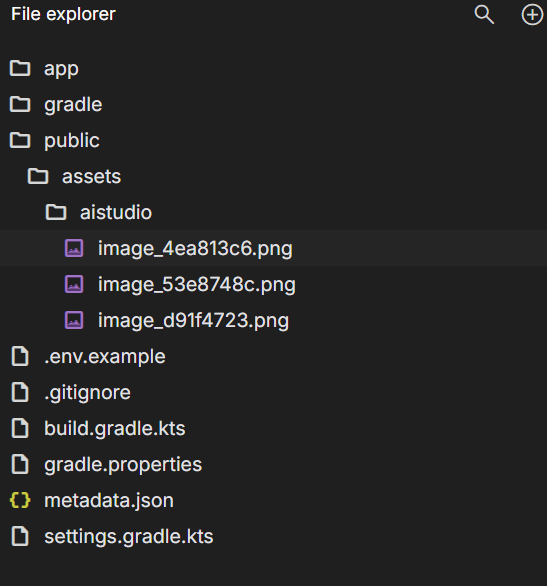 File explorer
app
gradle
public
assets
aistudio
image_4ea813c6.png
image_53e8748c.png
image_d91f4723.png
.env.example
.gitignore
build.gradle.kts
gradle.properties
metadata.json
settings.gradle.kts